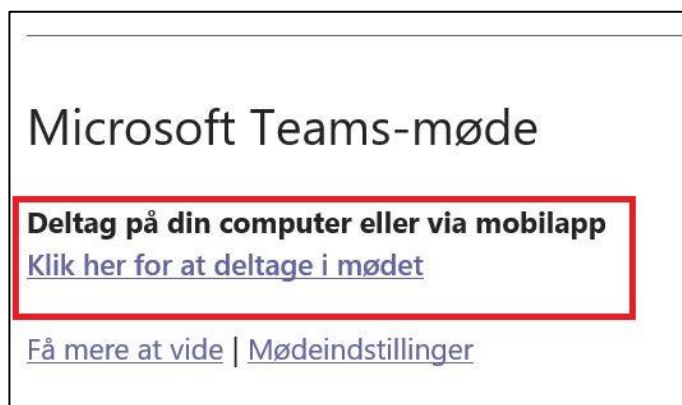 Microsoft Teams-møde
Deltag på din computer eller via mobilapp
Klik her for at deltage i mødet
Få mere at vide | Mødeindstillinger